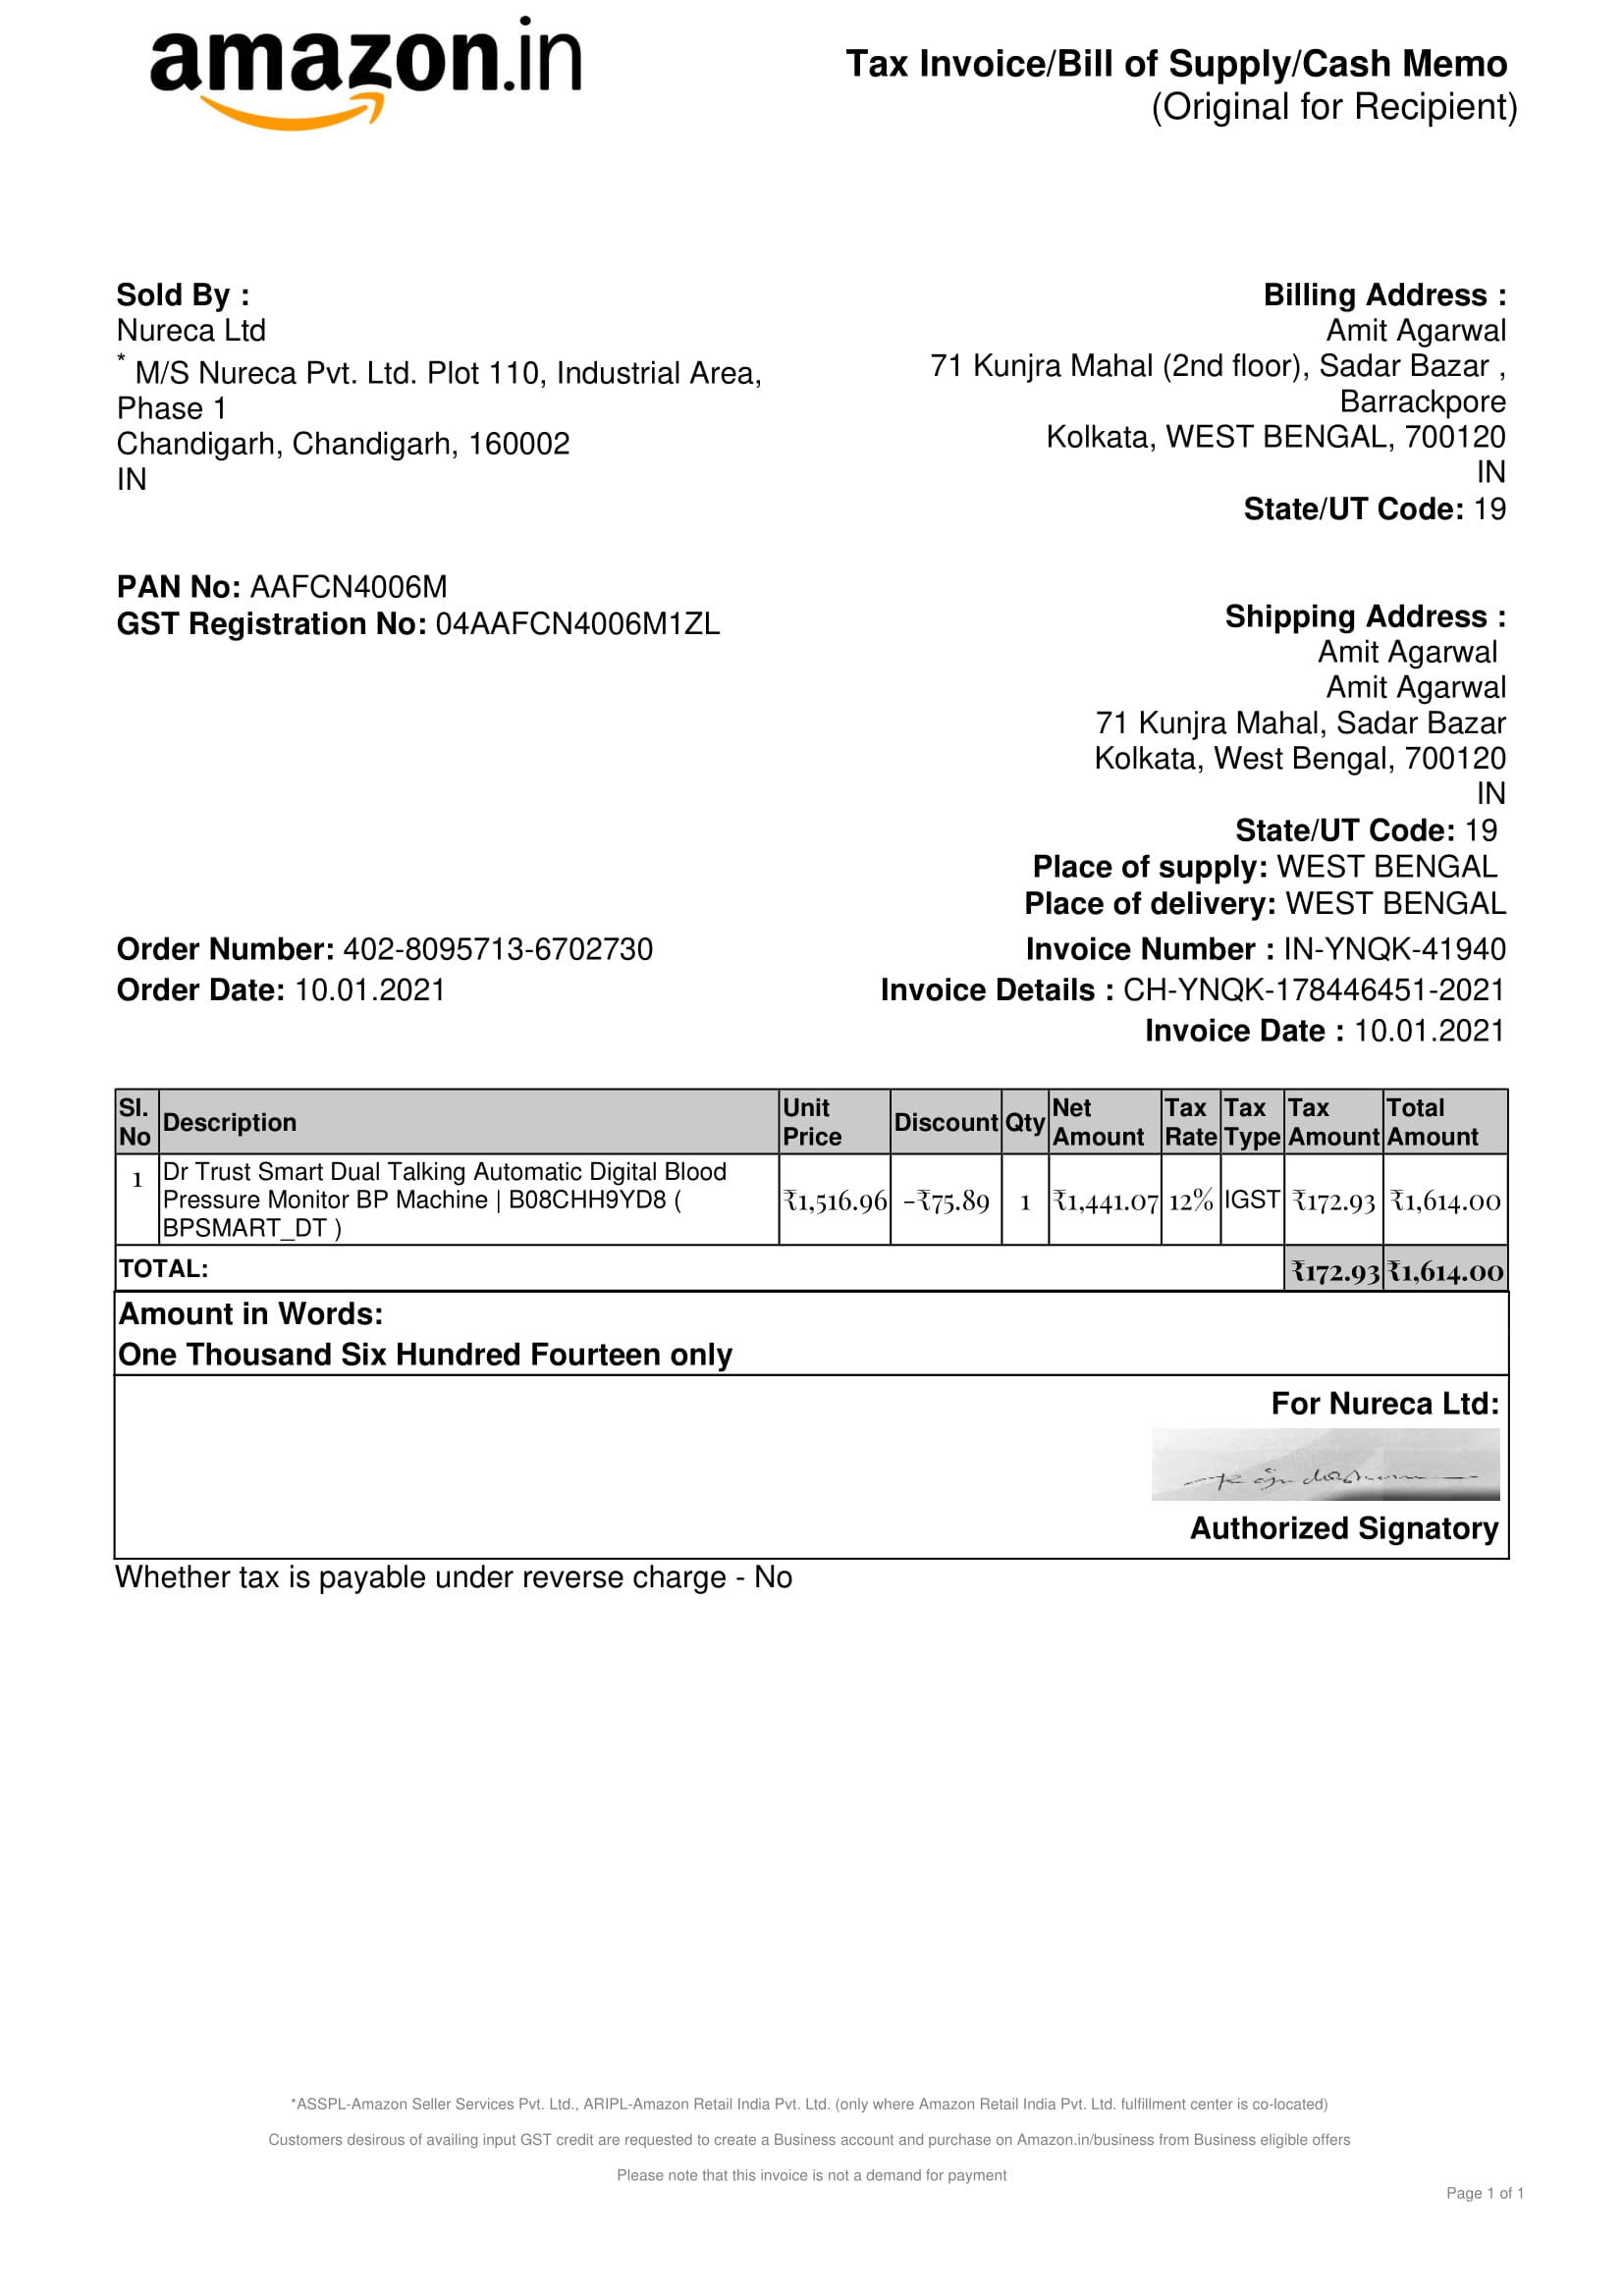 amazon.in
Tax Invoice/Bill of Supply/Cash Memo
(Original for Recipient)
Sold By :
Nureca Ltd
* M/S Nureca Pvt. Ltd. Plot 110, Industrial Area,
Phase 1
Chandigarh, Chandigarh, 160002
IN
PAN No: AAFCN4006M
GST Registration No: 04AAFCN4006M1ZL
Billing Address :
Amit Agarwal
71 Kunjra Mahal (2nd floor), Sadar Bazar ,
Barrackpore
Kolkata, WEST BENGAL, 700120
IN
State/UT Code: 19
Shipping Address :
Amit Agarwal
Amit Agarwal
71 Kunjra Mahal, Sadar Bazar
Kolkata, West Bengal, 700120
IN
State/UT Code: 19
Place of supply: WEST BENGAL
Place of delivery: WEST BENGAL
Order Number: 402-8095713-6702730
Order Date: 10.01.2021
Invoice Number : IN-YNQK-41940
Invoice Details : CH-YNQK-178446451-2021
Invoice Date : 10.01.2021
Sl. No Description Unit Price Discount Qty Net Amount Tax Rate Tax Type Tax Amount Total Amount
1 Dr Trust Smart Dual Talking Automatic Digital Blood
Pressure Monitor BP Machine | B08CHH9YD8 (
BPSMART_DT )
₹1,516.96 -₹75.89 1 ₹1,441.07 12% IGST ₹172.93 ₹1,614.00
TOTAL: ₹172.93 ₹1,614.00
Amount in Words:
One Thousand Six Hundred Fourteen only
For Nureca Ltd:
Authorized Signatory
Whether tax is payable under reverse charge - No
*ASSPL-Amazon Seller Services Pvt. Ltd., ARIPL-Amazon Retail India Pvt. Ltd. (only where Amazon Retail India Pvt. Ltd. fulfillment center is co-located)
Customers desirous of availing input GST credit are requested to create a Business account and purchase on Amazon.in/business from Business eligible offers
Please note that this invoice is not a demand for payment
Page 1 of 1